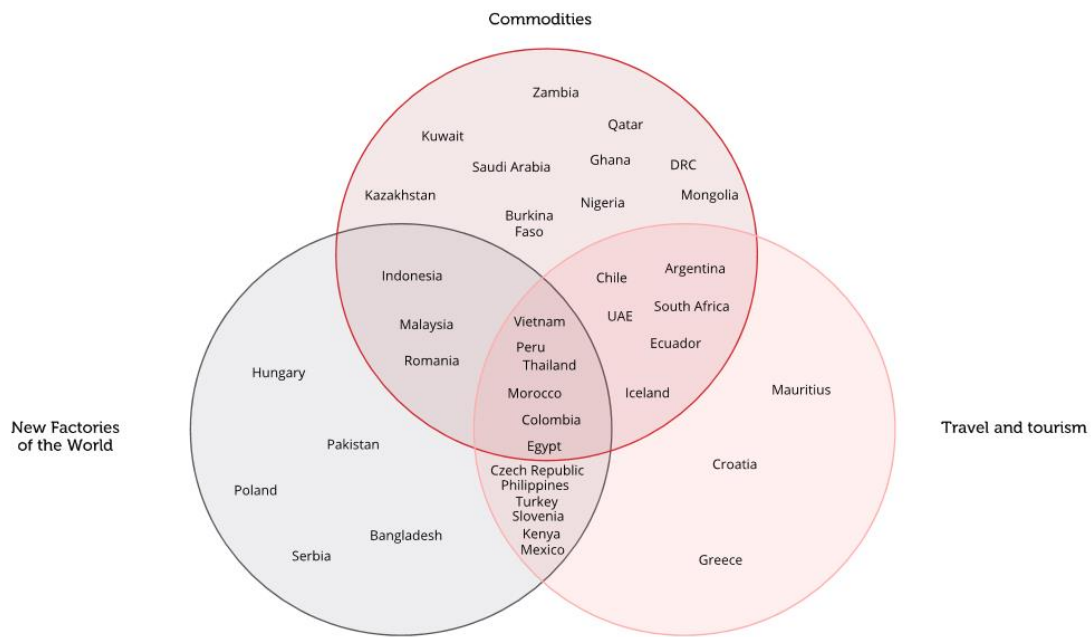 Commodities
Zambia
Qatar
Kuwait
Ghana
DRC
Saudi Arabia
Kazakhstan
Mongolia
Nigeria
Burkina
Faso
Indonesia
Chile
Argentina
South Africa
UAE
Vietnam
Malaysia
Ecuador
Peru
Romania
Thailand
Hungary
Morocco
Iceland
Mauritius
Colombia
New Factories
of the World
Travel and tourism
Pakistan
Egypt
Croatia
Czech Republic
Philippines
Poland
Turkey
Slovenia
Bangladesh
Kenya
Mexico
Serbia
Greece